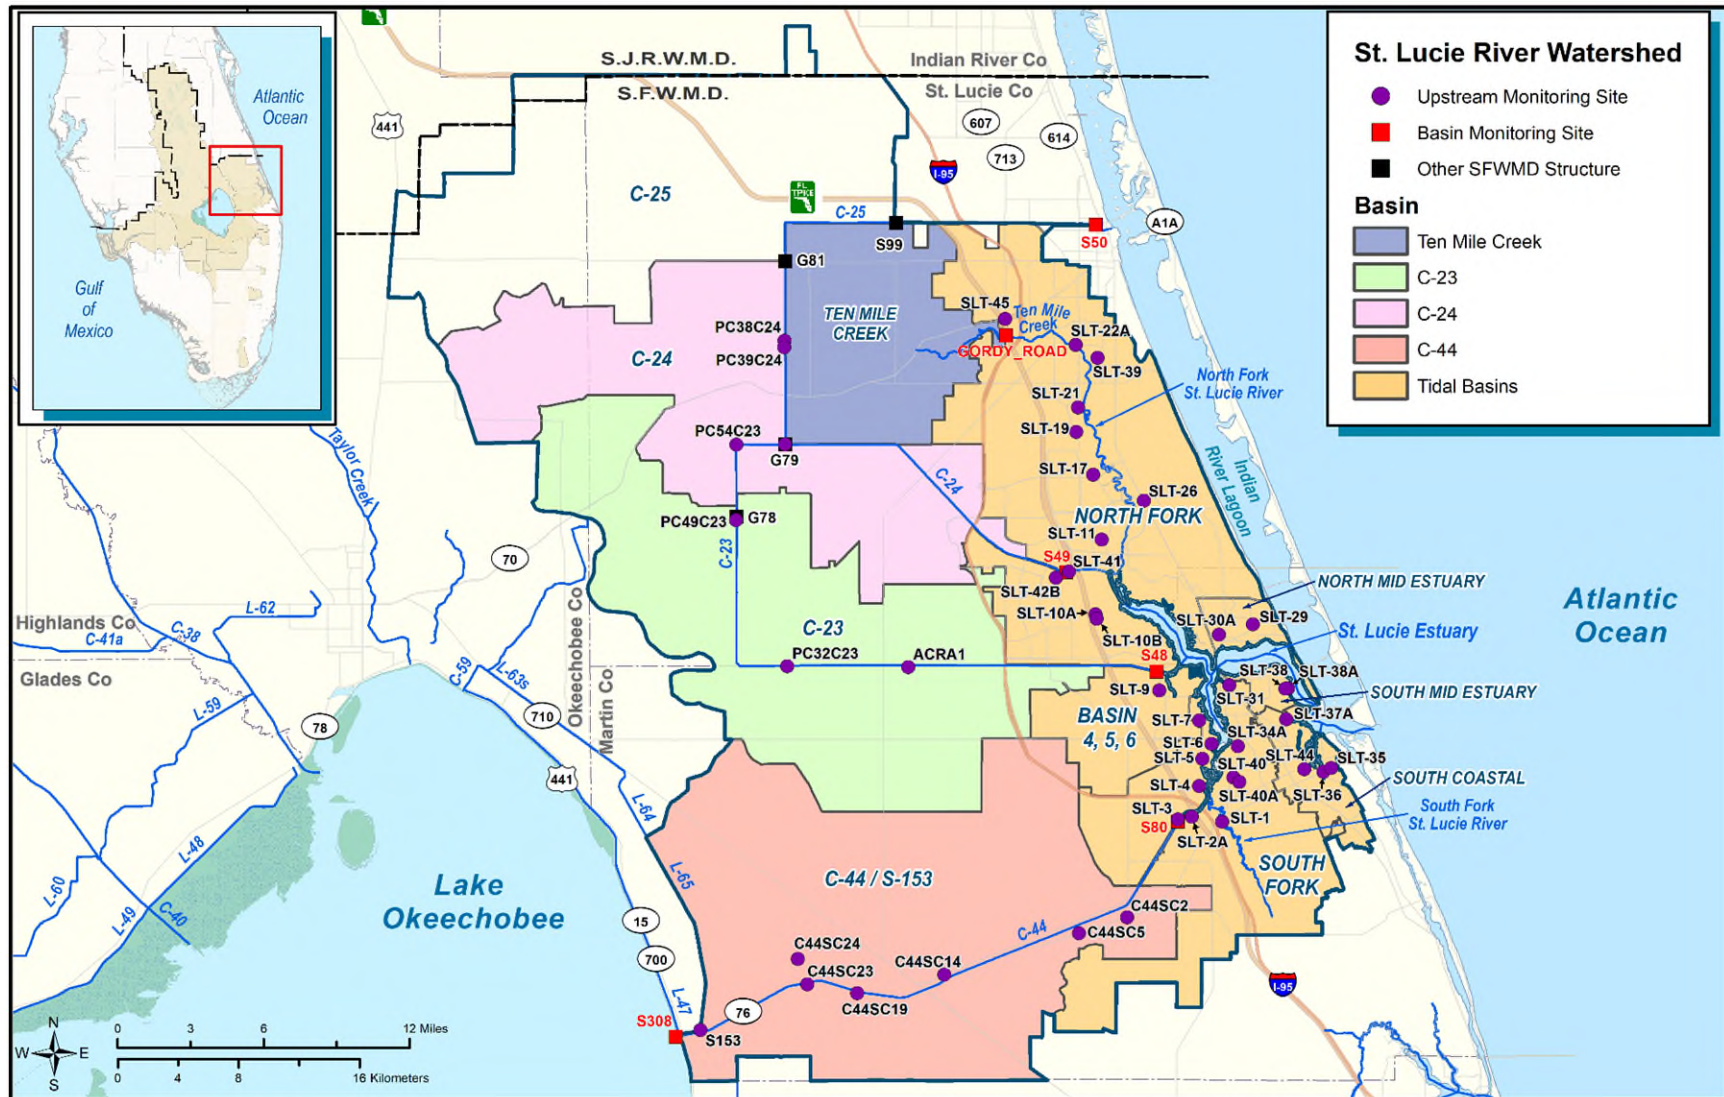 Atlantic
Ocean
Gulf
of
Mexico
St. Lucie River Watershed
Upstream Monitoring Site
Basin Monitoring Site
Other SFWMD Structure
Basin
Ten Mile Creek
C-23
C-24
C-44
Tidal Basins
S.J.R.W.M.D.
S.F.W.M.D.
Indian River Co
St. Lucie Co
441
607
614
713
I-95
FL
TPKE
A1A
C-25
C-25
S99
S50
G81
TEN MILE
CREEK
SLT-45
Ten Mile
Creek
SLT-22A
GORDY_ROAD
SLT-39
PC38C24
PC39C24
C-24
North Fork
St. Lucie River
SLT-21
SLT-19
PC54C23
G79
C-24
SLT-17
SLT-26
Indian
River Lagoon
NORTH FORK
PC49C23
G78
C-23
SLT-11
S49
SLT-41
SLT-42B
NORTH MID ESTUARY
SLT-10A
SLT-10B
SLT-30A
SLT-29
St. Lucie Estuary
Atlantic
Ocean
C-23
PC32C23
ACRA1
S48
SLT-9
SLT-38
SLT-38A
SLT-31
SOUTH MID ESTUARY
BASIN
4, 5, 6
SLT-7
SLT-37A
SLT-6
SLT-34A
SLT-5
SLT-40
SLT-44
SLT-35
SLT-4
SLT-40A
SLT-36
SOUTH COASTAL
SLT-3
S80
SLT-1
SLT-2A
South Fork
St. Lucie River
SOUTH
FORK
Taylor Creek
70
Highlands Co
Glades Co
C-41a
L-62
C-38
L-59
C-59
L-63s
Okeechobee Co
Martin Co
710
78
441
L-64
L-65
L-60
L-48
L-49
C-40
Lake
Okeechobee
15
700
L-47
C-44 / S-153
C44SC2
C44SC5
C-44
C44SC24
C44SC23
C44SC14
C44SC19
76
S308
S153
I-95
N
W
E
S
0
3
6
12 Miles
0
4
8
16 Kilometers